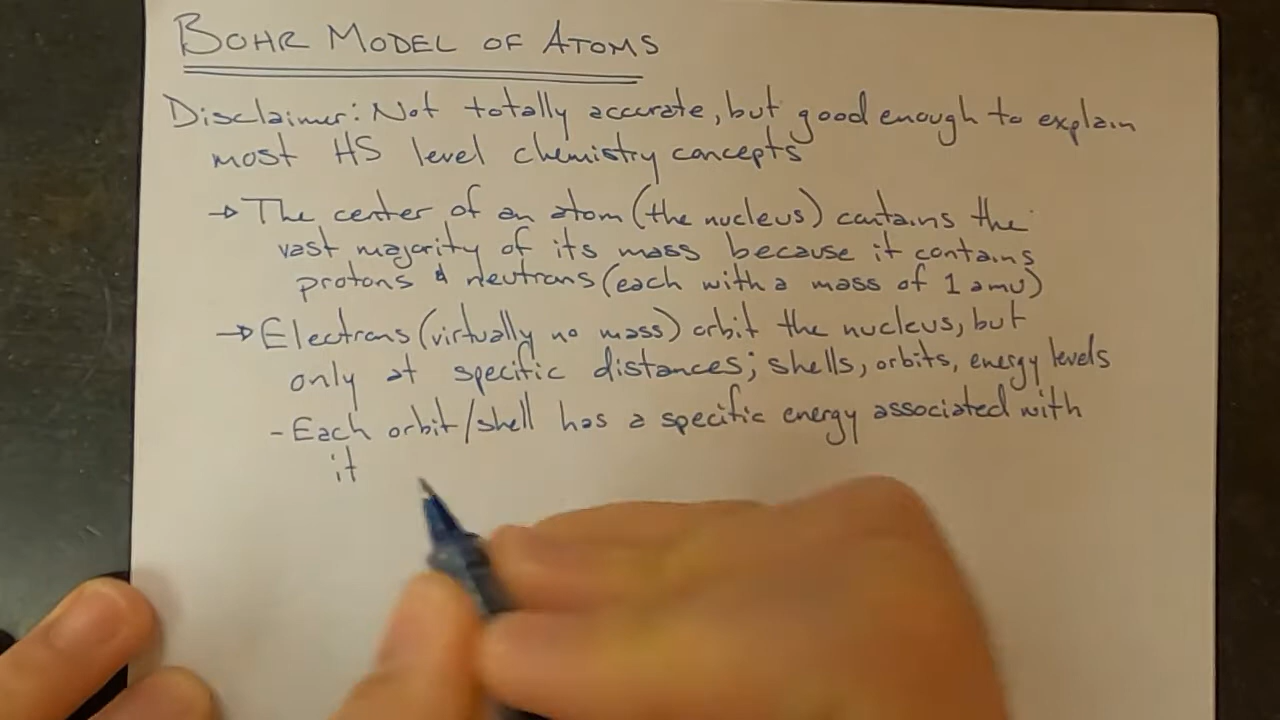 BOHR MODEL OF ATOMS
Disclaimer: Not totally accurate, but good enough to explain
most HS level chemistry concepts
→ The center of an atom (the nucleus) contains the
vast majority of its mass because it contains
protons & neutrons (each with a mass of 1 amu)
→ Electrons (virtually no mass) orbit the nucleus, but
only at specific distances; shells, orbits, energy levels
- Each orbit/shell has a specific energy associated with
it